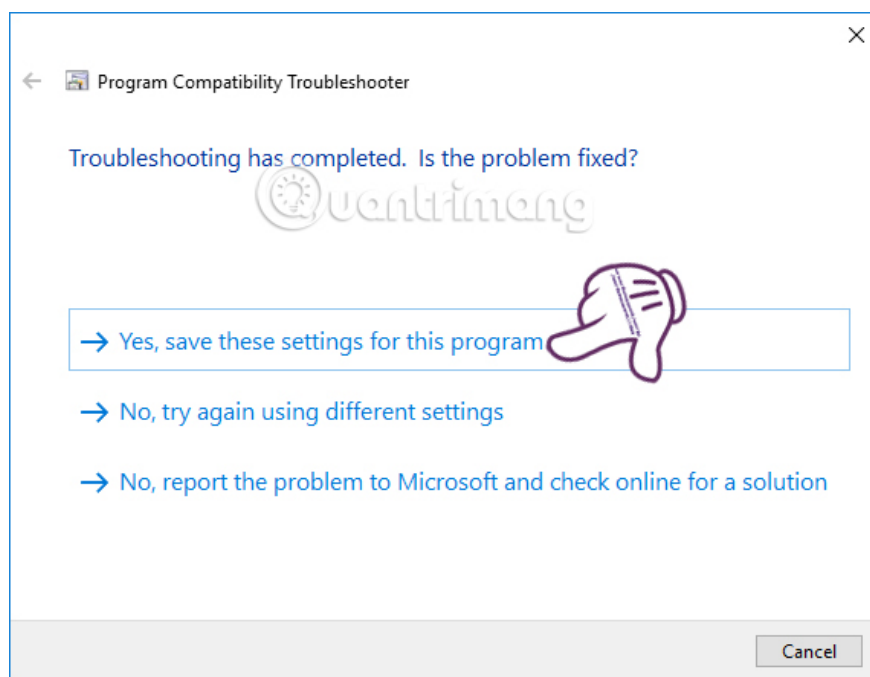 Program Compatibility Troubleshooter
Troubleshooting has completed. Is the problem fixed?
Quantrimang
Yes, save these settings for this program
No, try again using different settings
No, report the problem to Microsoft and check online for a solution
Cancel